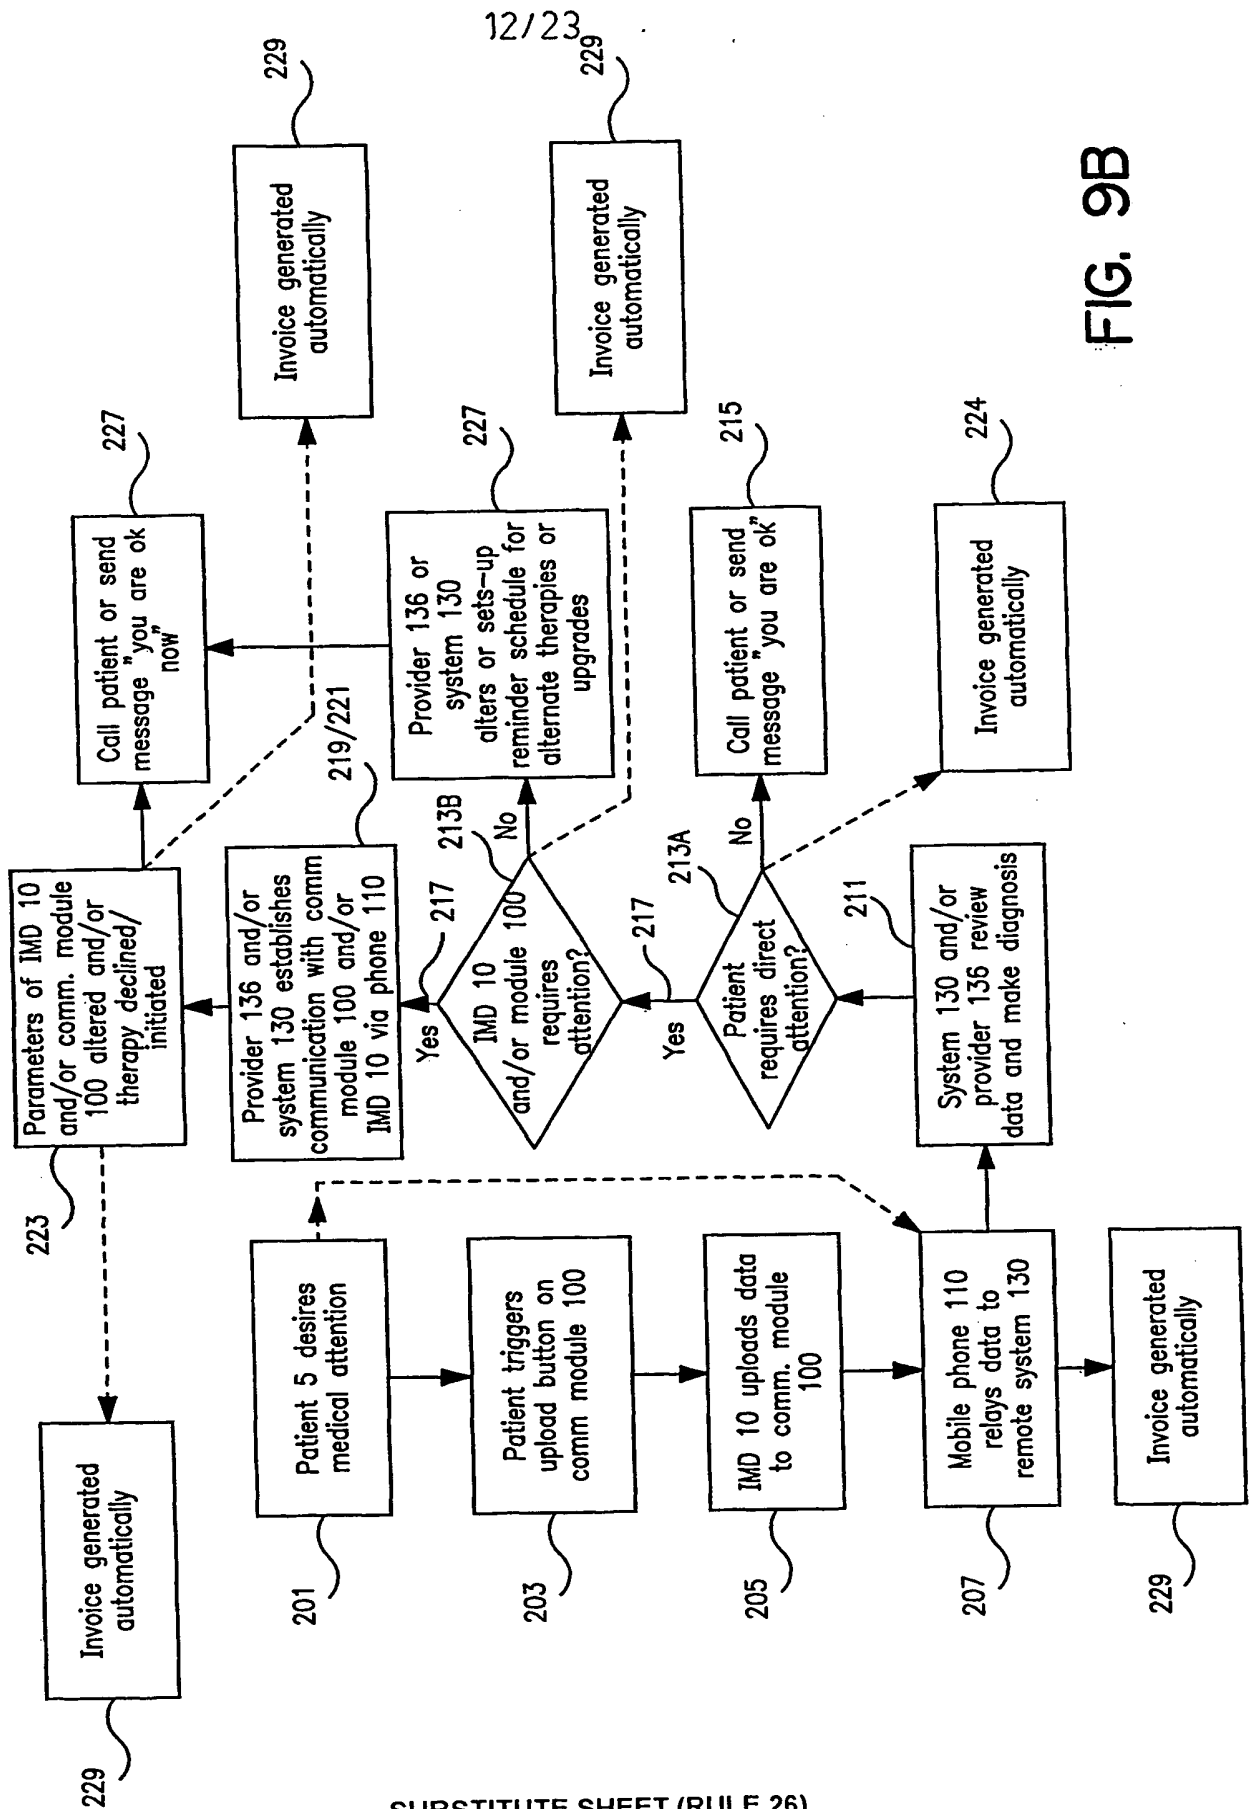 12/23
229
Invoice generated
automatically
223
Parameters of IMD 10
and/or comm. module
100 altered and/or
therapy declined/
initiated
227
Call patient or send
message "you are ok
now"
229
Invoice generated
automatically
219/221
Provider 136 and/or
system 130 establishes
communication with comm
module 100 and/or
IMD 10 via phone 110
217
Yes
213B
IMD 10
and/or module 100
requires
attention?
No
227
Provider 136 or
system 130
alters or sets-up
reminder schedule for
alternate therapies or
upgrades
229
Invoice generated
automatically
217
Yes
213A
Patient
requires direct
attention?
No
215
Call patient or send
message "you are ok"
224
Invoice generated
automatically
211
System 130 and/or
provider 136 review
data and make diagnosis
201
Patient 5 desires
medical attention
203
Patient triggers
upload button on
comm module 100
205
IMD 10 uploads data
to comm. module
100
207
Mobile phone 110
relays data to
remote system 130
229
Invoice generated
automatically
FIG. 9B
SUBSTITUTE SHEET (RULE 26)